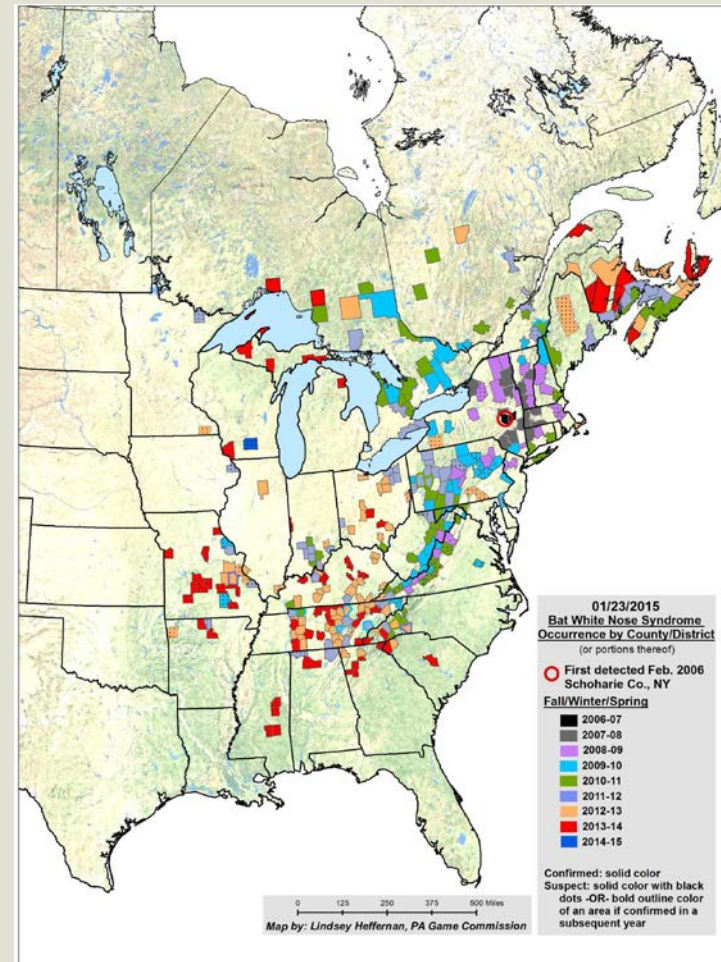 01/23/2015
Bat White Nose Syndrome
Occurrence by County/District
(or portions thereof)
First detected Feb. 2006
Schoharie Co., NY
Fall/Winter/Spring
2006-07
2007-08
2008-09
2009-10
2010-11
2011-12
2012-13
2013-14
2014-15
Confirmed: solid color
Suspect: solid color with black
dots -OR- bold outline color
of an area if confirmed in a
subsequent year
0 125 250 375 500 Miles
Map by: Lindsey Heffernan, PA Game Commission